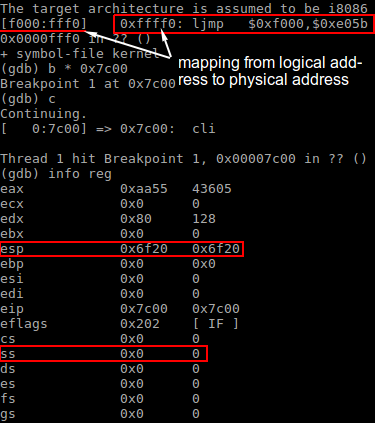 The target architecture is assumed to be i8086
[f000:fff0]    0xffff0: ljmp   $0xf000,$0xe05b
0x0000fff0 in ?? ()
+ symbol-file kernel
mapping from logical ad-
dress to physical address
(gdb) b * 0x7c00
Breakpoint 1 at 0x7c00
(gdb) c
Continuing.
[   0:7c00] => 0x7c00:  cli

Thread 1 hit Breakpoint 1, 0x00007c00 in ?? ()
(gdb) info reg
eax            0xaa55   43605
ecx            0x0      0
edx            0x80     128
ebx            0x0      0
esp            0x6f20   0x6f20
ebp            0x0      0x0
esi            0x0      0
edi            0x0      0
eip            0x7c00   0x7c00
eflags         0x202    [ IF ]
cs             0x0      0
ss             0x0      0
ds             0x0      0
es             0x0      0
fs             0x0      0
gs             0x0      0